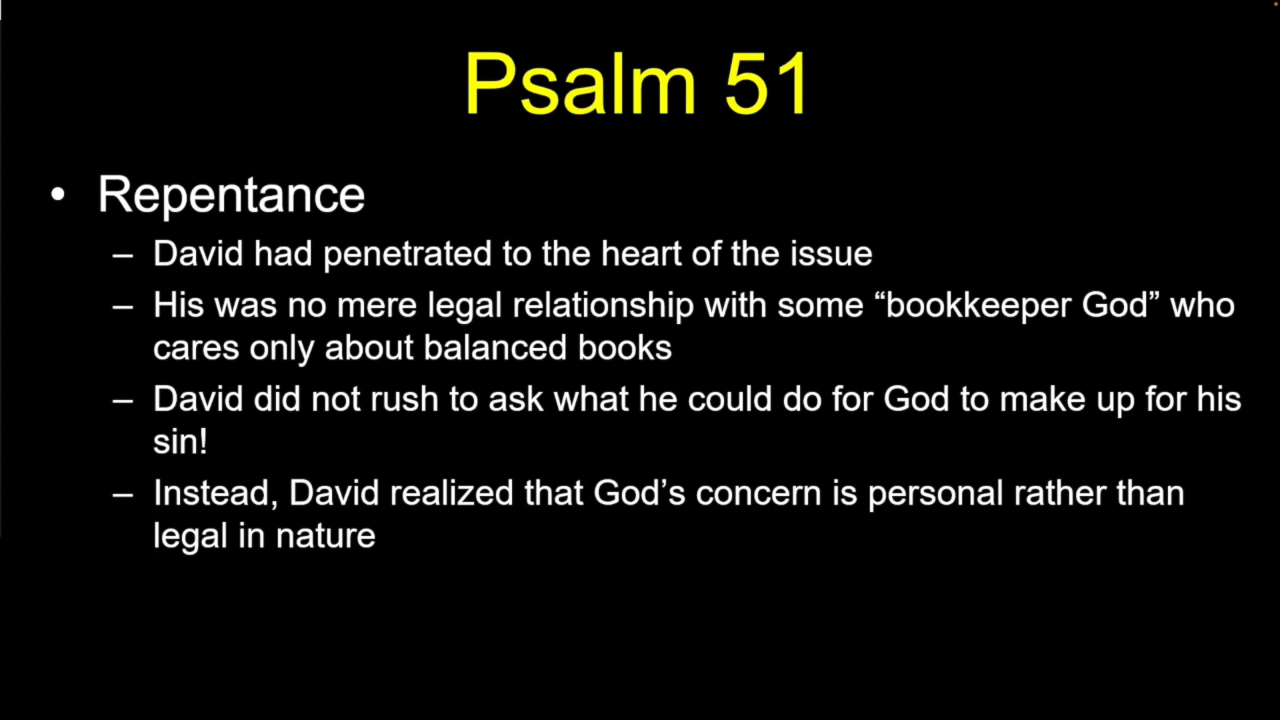 Psalm 51
• Repentance
– David had penetrated to the heart of the issue
– His was no mere legal relationship with some “bookkeeper God” who
cares only about balanced books
– David did not rush to ask what he could do for God to make up for his
sin!
– Instead, David realized that God’s concern is personal rather than
legal in nature